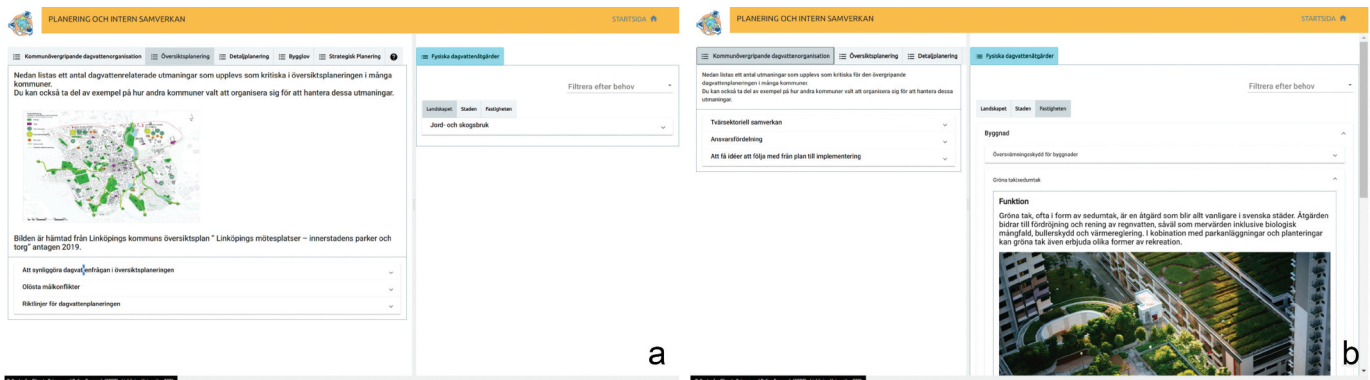 PLANERING OCH INTERN SAMVERKAN
STARTSIDA
Kommunövergripande dagvattenorganisation
Översiktsplanering
Detaljplanering
Bygglov
Strategisk Planering
Nedan listas ett antal dagvattenrelaterade utmaningar som upplevs som kritiska i översiktsplaneringen i många
kommuner.
Du kan också ta del av exempel på hur andra kommuner valt att organisera sig för att hantera dessa utmaningar.
Bilden är hämtad från Linköpings kommuns översiktsplan " Linköpings mötesplatser – innerstadens parker och
torg" antagen 2019.
Att synliggöra dagvattenfrågan i översiktsplaneringen
Olösta målkonflikter
Riktlinjer för dagvattenplaneringen
Fysiska dagvattenåtgärder
Filtrera efter behov
Landskapet
Staden
Fastigheten
Jord- och skogsbruk
a
PLANERING OCH INTERN SAMVERKAN
STARTSIDA
Kommunövergripande dagvattenorganisation
Översiktsplanering
Detaljplanering
Nedan listas ett antal utmaningar som upplevs som kritiska för den övergripande
dagvattenplaneringen i många kommuner.
Du kan också ta del av exempel på hur andra kommuner valt att organisera sig för att hantera dessa
utmaningar.
Tvärsektoriell samverkan
Ansvarsfördelning
Att få idéer att följa med från plan till implementering
Fysiska dagvattenåtgärder
Filtrera efter behov
Landskapet
Staden
Fastigheten
Byggnad
Översvämningsskydd för byggnader
Gröna tak/sedumtak
Funktion
Gröna tak, ofta i form av sedumtak, är en åtgärd som blir allt vanligare i svenska städer. Åtgärden
bidrar till fördröjning och rening av regnvatten, såväl som mervärden inklusive biologisk
mångfald, bullerskydd och värmereglering. I kobination med parkanläggningar och planteringar
kan gröna tak även erbjuda olika former av rekreation.
b